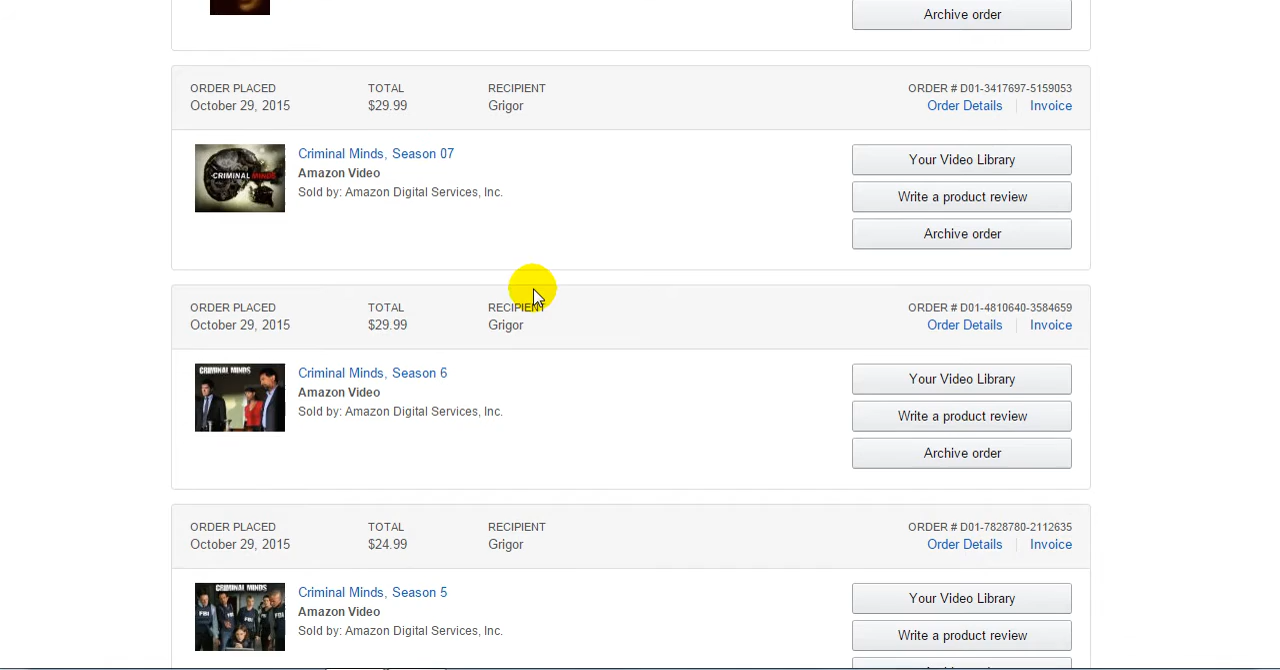 Archive order
ORDER PLACED TOTAL RECIPIENT ORDER # D01-3417697-5159053
October 29, 2015 $29.99 Grigor Order Details Invoice
CRIMINAL MINDS
Criminal Minds, Season 07
Amazon Video
Sold by: Amazon Digital Services, Inc.
Your Video Library
Write a product review
Archive order
ORDER PLACED TOTAL RECIPIENT ORDER # D01-4810640-3584659
October 29, 2015 $29.99 Grigor Order Details Invoice
CRIMINAL MINDS
Criminal Minds, Season 6
Amazon Video
Sold by: Amazon Digital Services, Inc.
Your Video Library
Write a product review
Archive order
ORDER PLACED TOTAL RECIPIENT ORDER # D01-7828780-2112635
October 29, 2015 $24.99 Grigor Order Details Invoice
CRIMINAL MINDS
FBI FBI FBI
Criminal Minds, Season 5
Amazon Video
Sold by: Amazon Digital Services, Inc.
Your Video Library
Write a product review